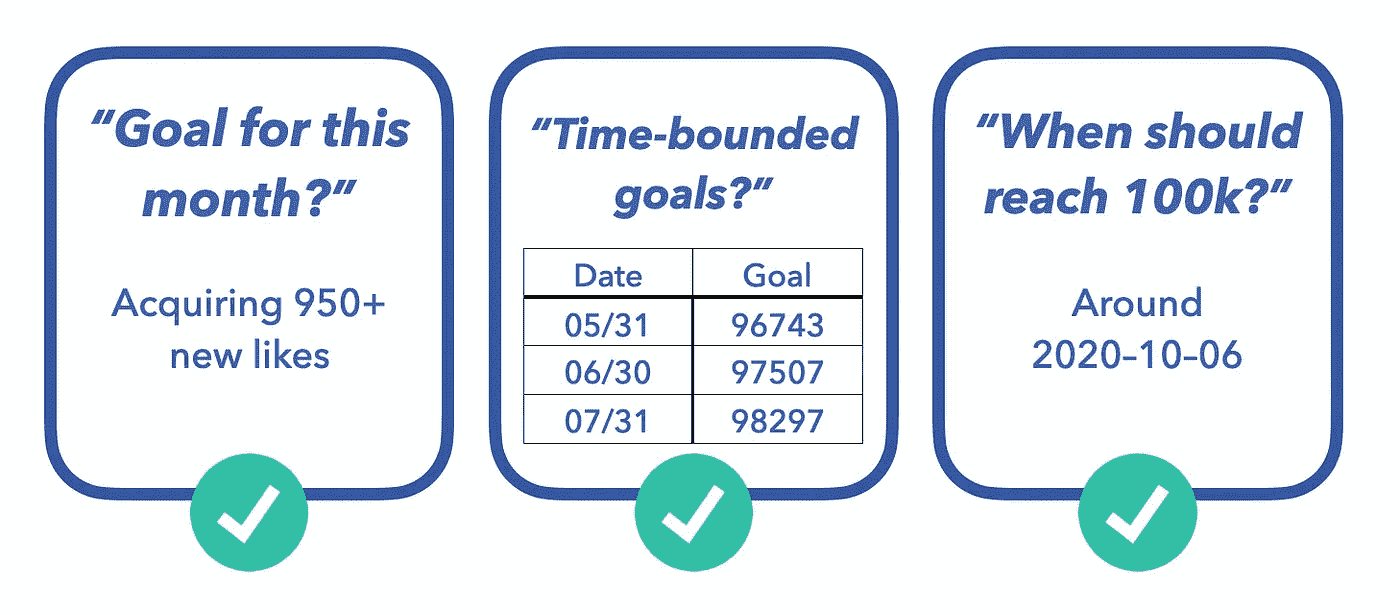 “Goal for this
month?”
Acquiring 950+
new likes
“Time-bounded
goals?”
Date Goal
05/31 96743
06/30 97507
07/31 98297
“When should
reach 100k?”
Around
2020–10–06